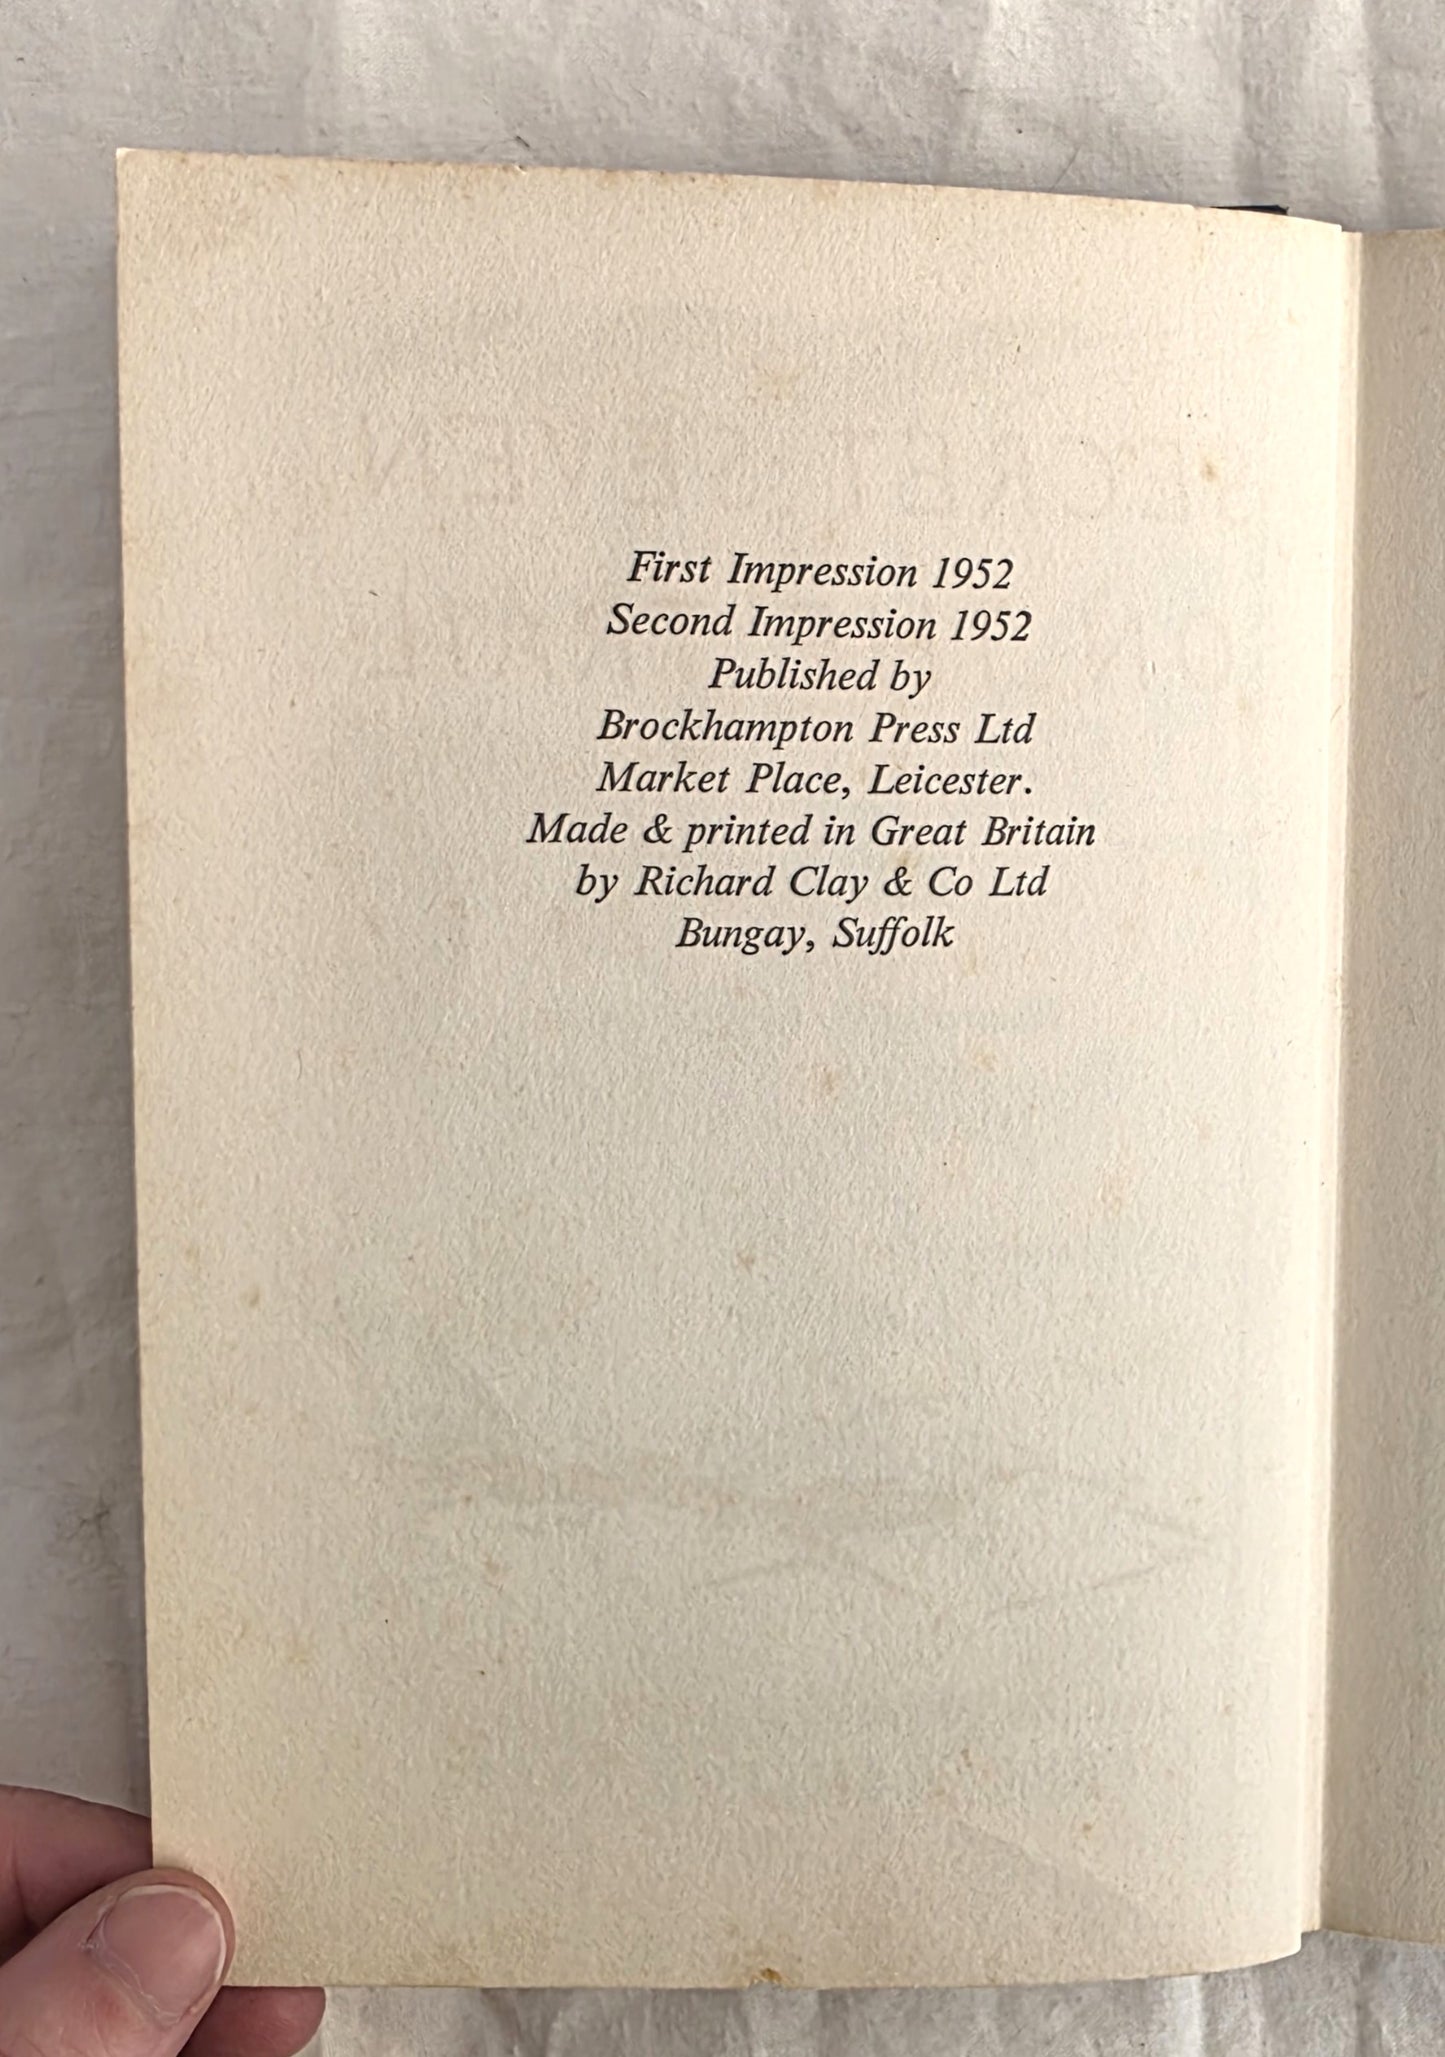 First Impression 1952
Second Impression 1952
Published by
Brockhampton Press Ltd
Market Place, Leicester.
Made & printed in Great Britain
by Richard Clay & Co Ltd
Bungay, Suffolk